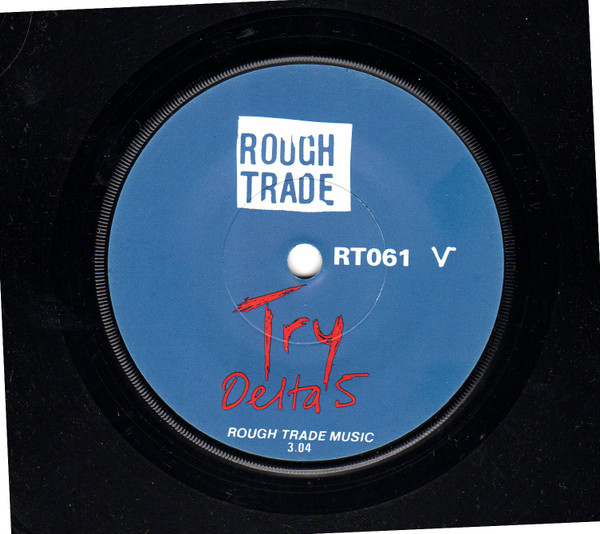 ROUGH
TRADE
RT061 V
Try
Delta 5
ROUGH TRADE MUSIC
3.04